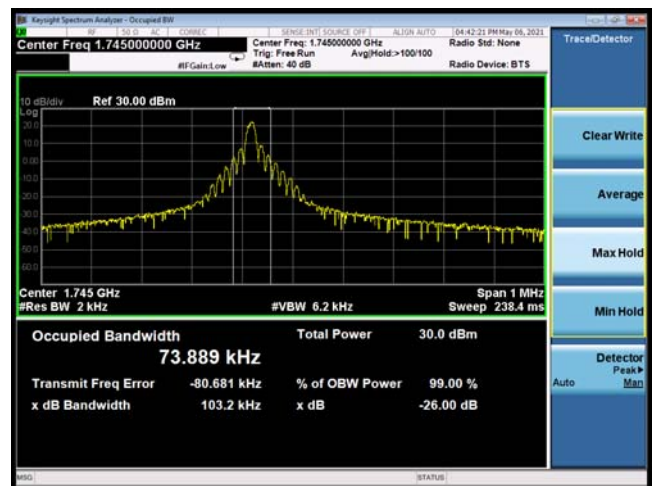 Keysight Spectrum Analyzer - Occupied BW
RF 50 Ω AC CORREC SENSE:INT SOURCE OFF ALIGN AUTO 04:42:21 PM May 06, 2021
Center Freq 1.745000000 GHz Center Freq: 1.745000000 GHz Radio Std: None
Trig: Free Run Avg|Hold:>100/100
#IFGain:Low #Atten: 40 dB Radio Device: BTS
Trace/Detector
10 dB/div Ref 30.00 dBm
Log
20.0
10.0
0.00
-10.0
-20.0
-30.0
-40.0
-50.0
-60.0
Center 1.745 GHz Span 1 MHz
#Res BW 2 kHz #VBW 6.2 kHz Sweep 238.4 ms
Occupied Bandwidth Total Power 30.0 dBm
73.889 kHz
Transmit Freq Error -80.681 kHz % of OBW Power 99.00 %
x dB Bandwidth 103.2 kHz x dB -26.00 dB
Clear Write
Average
Max Hold
Min Hold
Detector
Peak▶
Auto Man
MSG STATUS